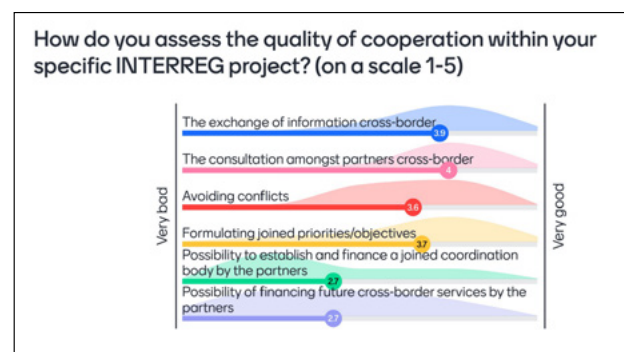 How do you assess the quality of cooperation within your
specific INTERREG project? (on a scale 1-5)
Very bad
Very good
The exchange of information cross-border
3.9
The consultation amongst partners cross-border
4
Avoiding conflicts
3.6
Formulating joined priorities/objectives
3.7
Possibility to establish and finance a joined coordination
body by the partners
2.7
Possibility of financing future cross-border services by the
partners
2.7